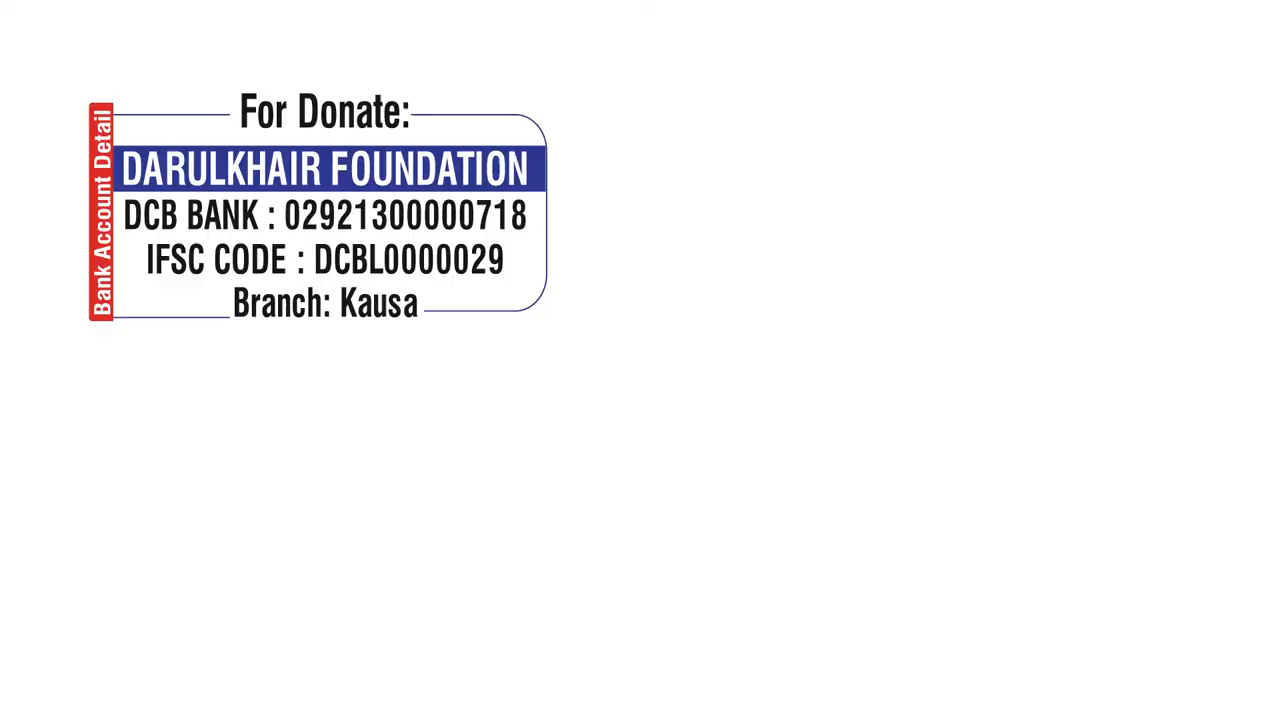 For Donate:
Bank Account Detail
DARULKHAIR FOUNDATION
DCB BANK : 02921300000718
IFSC CODE : DCBL0000029
Branch: Kausa